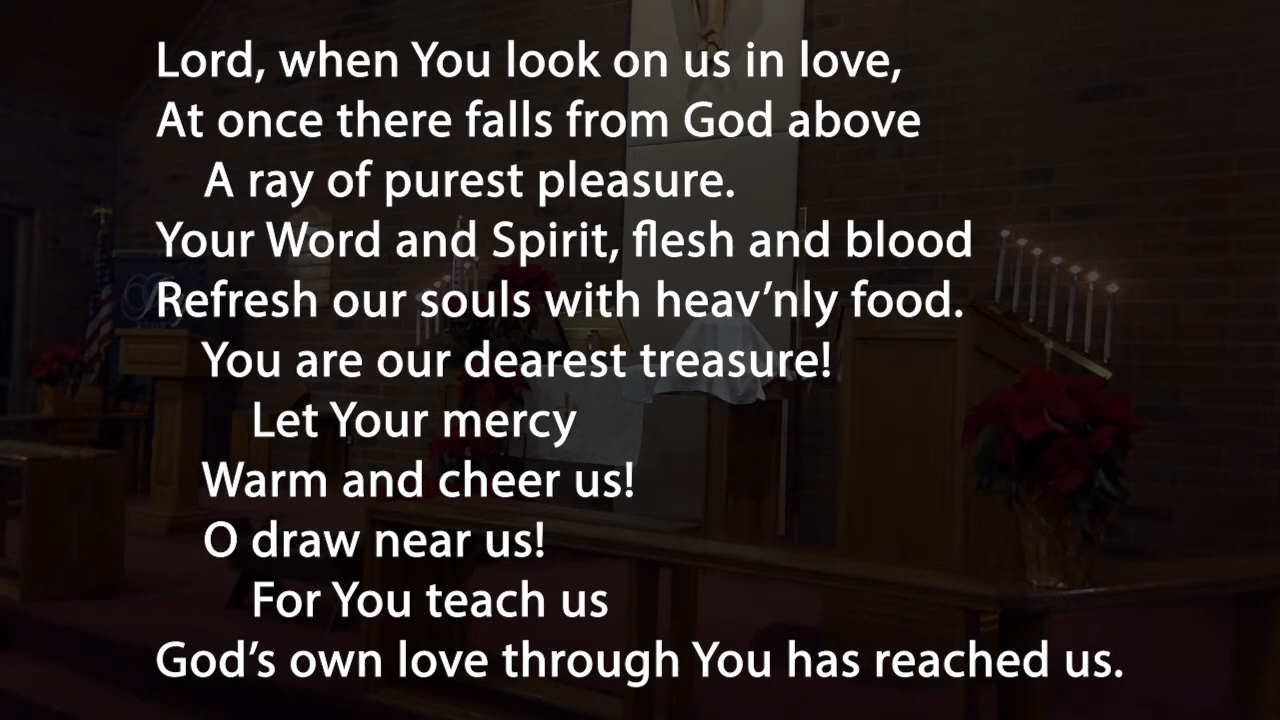 Lord, when You look on us in love,
At once there falls from God above
A ray of purest pleasure.
Your Word and Spirit, flesh and blood
Refresh our souls with heav’nly food.
You are our dearest treasure!
Let Your mercy
Warm and cheer us!
O draw near us!
For You teach us
God’s own love through You has reached us.